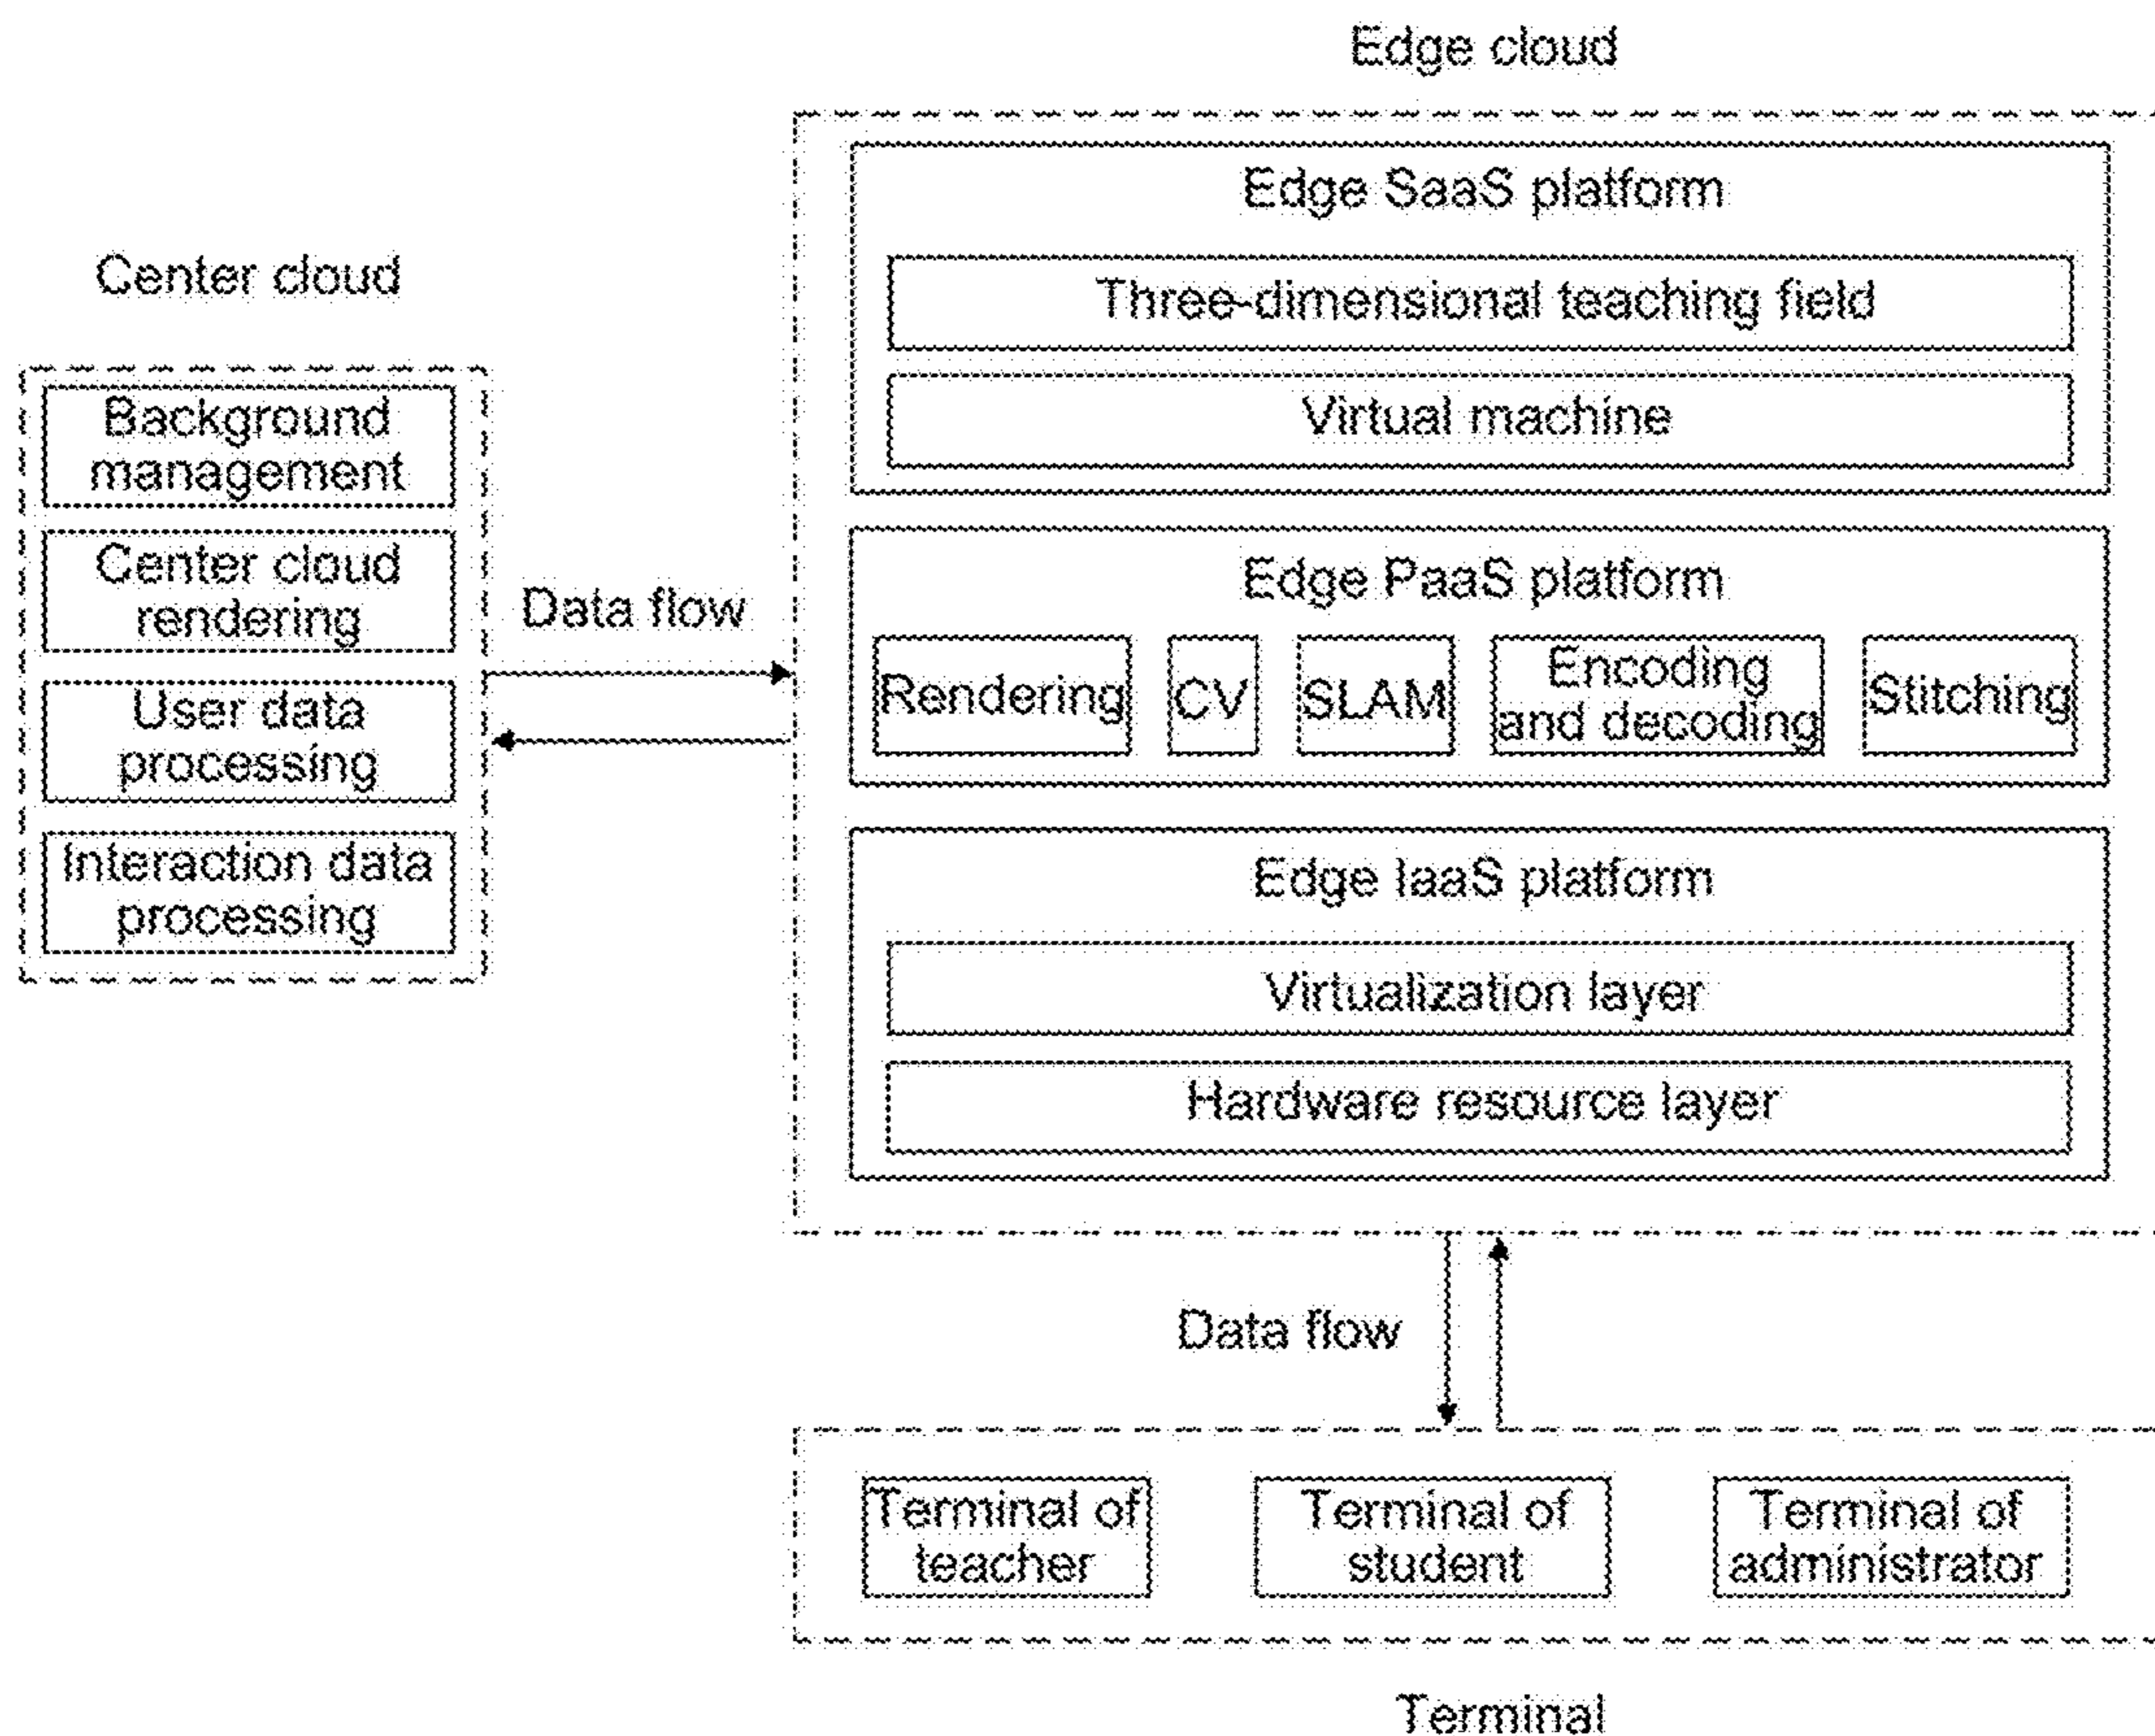 Edge cloud
Edge SaaS platform
Three-dimensional teaching field
Virtual machine
Center cloud
Background
management
Center cloud
rendering
User data
processing
Interaction data
processing
Data flow
Edge PaaS platform
Rendering
CV
SLAM
Encoding
and decoding
Stitching
Edge IaaS platform
Virtualization layer
Hardware resource layer
Data flow
Terminal of
teacher
Terminal of
student
Terminal of
administrator
Terminal